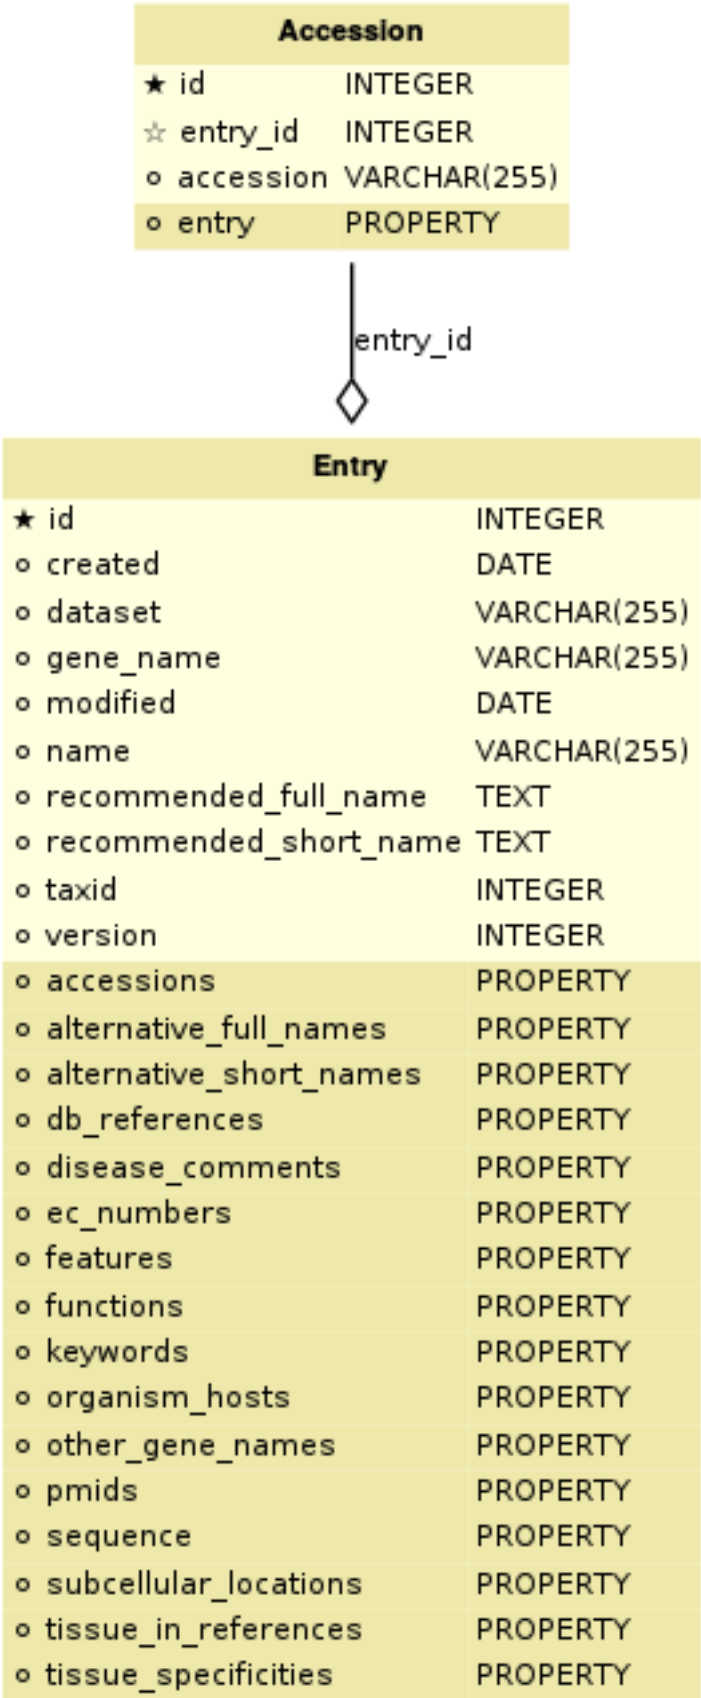 Accession
★ id INTEGER
☆ entry_id INTEGER
accession VARCHAR(255)
entry PROPERTY
entry_id
Entry
★ id INTEGER
created DATE
dataset VARCHAR(255)
gene_name VARCHAR(255)
modified DATE
name VARCHAR(255)
recommended_full_name TEXT
recommended_short_name TEXT
taxid INTEGER
version INTEGER
accessions PROPERTY
alternative_full_names PROPERTY
alternative_short_names PROPERTY
db_references PROPERTY
disease_comments PROPERTY
ec_numbers PROPERTY
features PROPERTY
functions PROPERTY
keywords PROPERTY
organism_hosts PROPERTY
other_gene_names PROPERTY
pmids PROPERTY
sequence PROPERTY
subcellular_locations PROPERTY
tissue_in_references PROPERTY
tissue_specificities PROPERTY